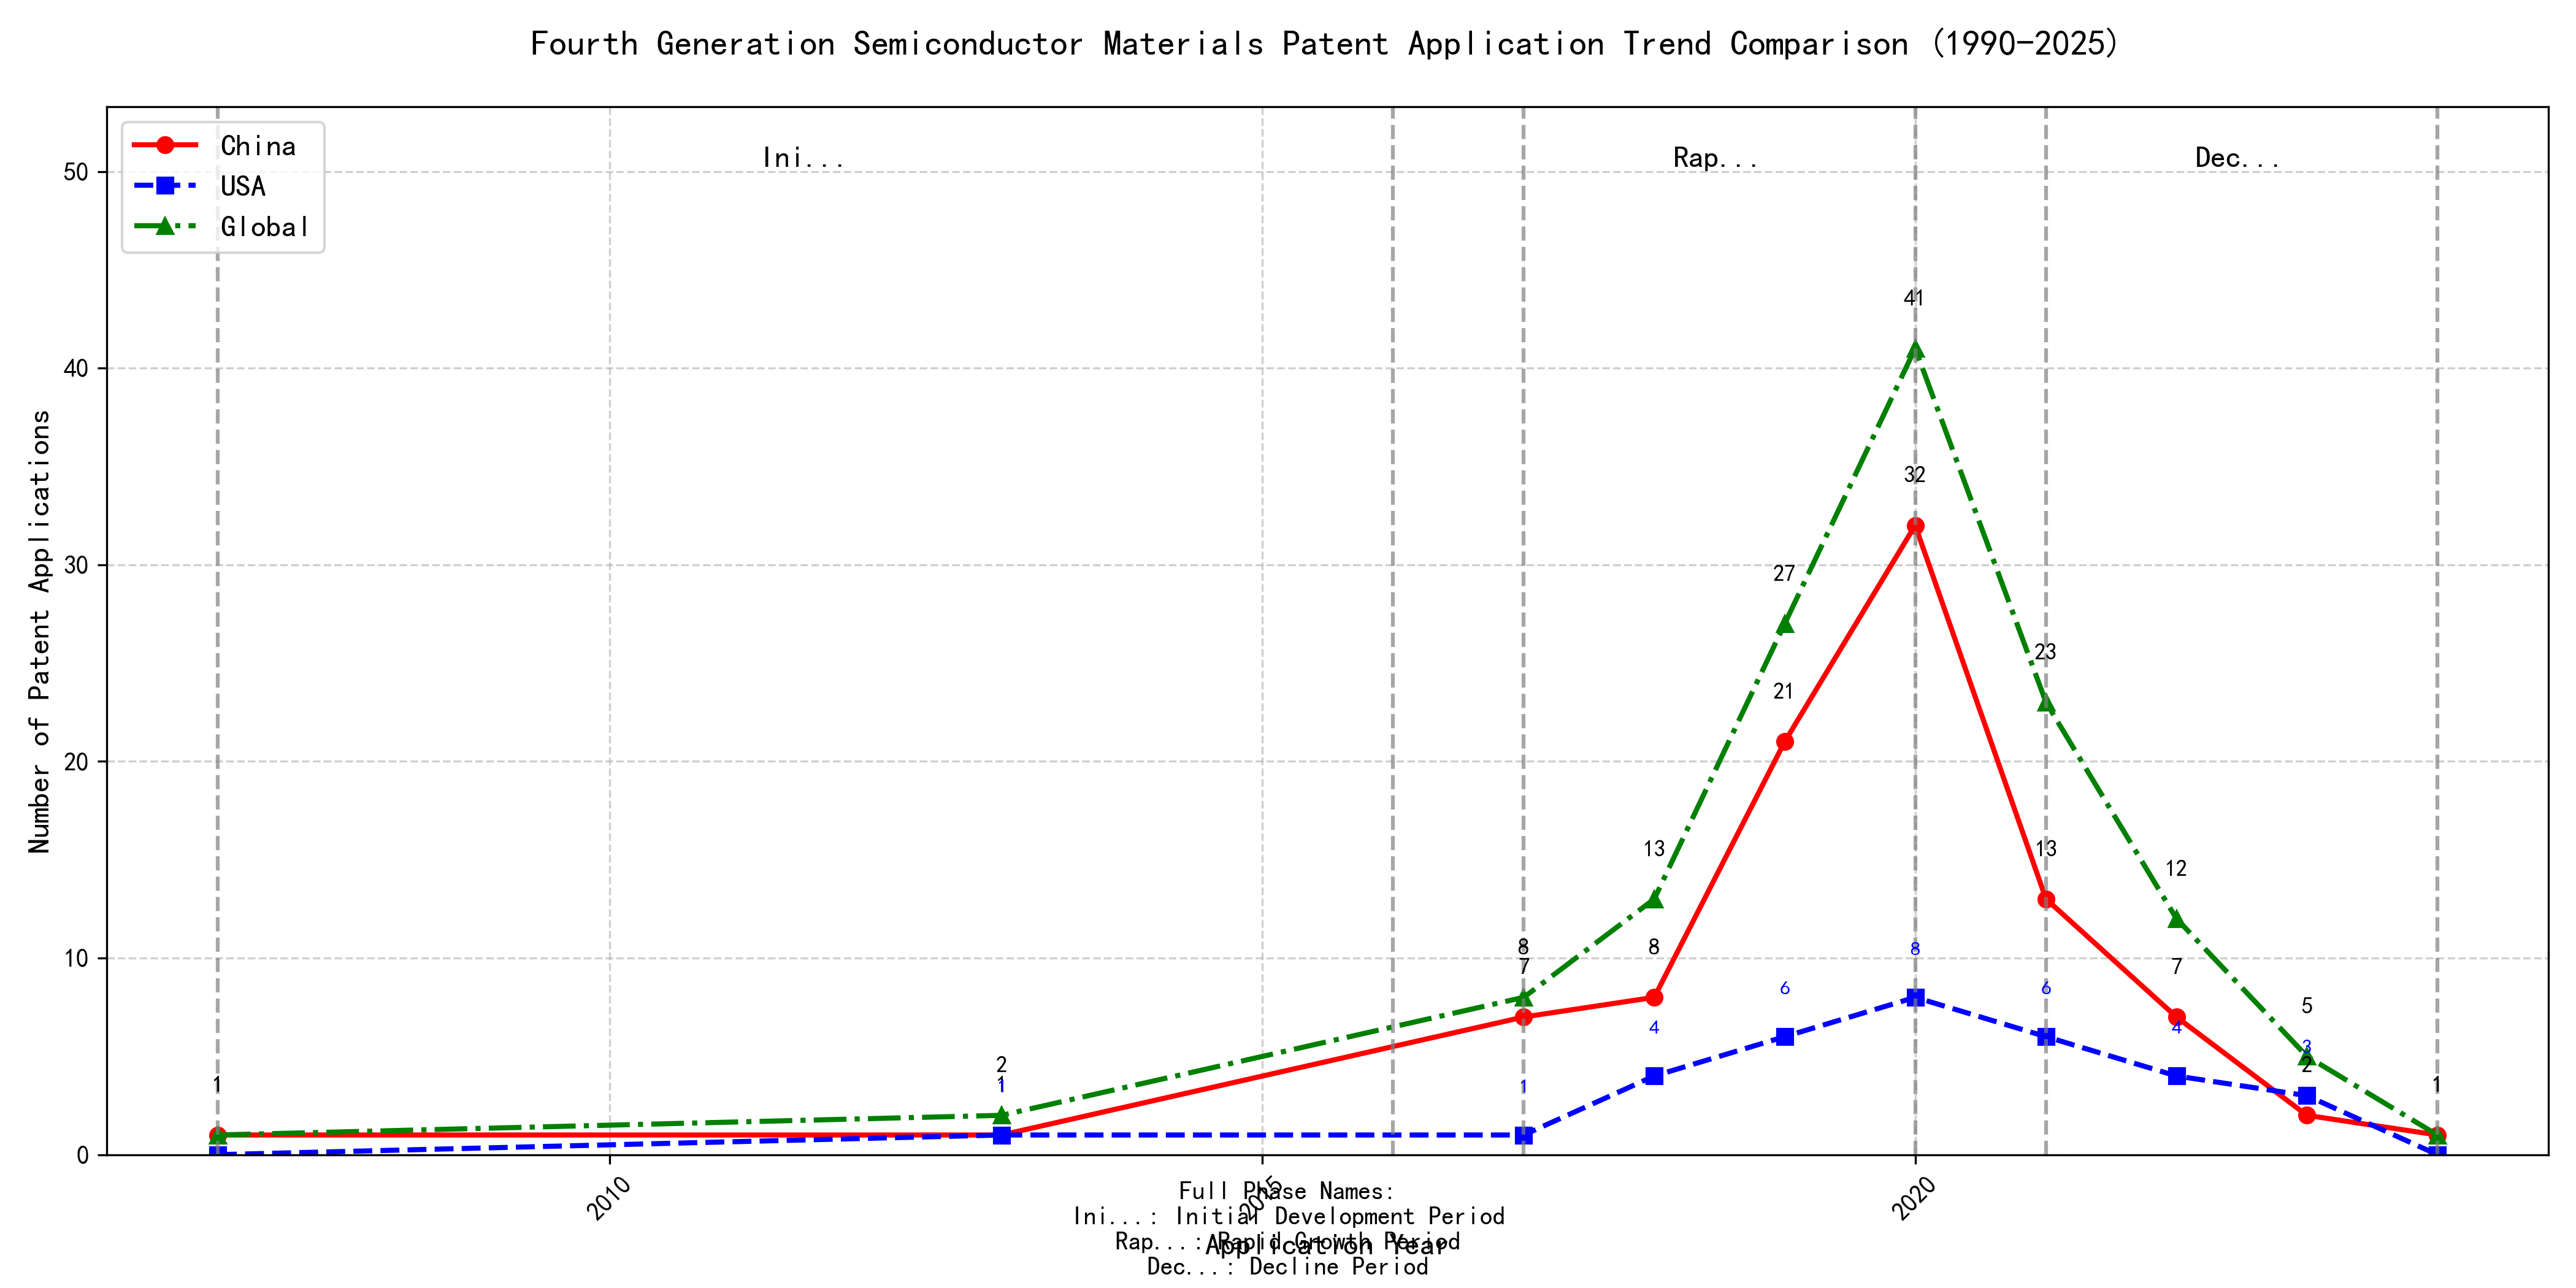 Fourth Generation Semiconductor Materials Patent Application Trend Comparison (1990-2025)
China
USA
Global
Ini...
Rap...
Dec...
Number of Patent Applications
50
40
30
20
10
0
1
2
1
1
8
7
1
13
8
4
27
21
6
41
32
8
23
13
6
12
7
4
5
3
2
1
2010
2015
2020
Application Year
Full Phase Names:
Ini...: Initial Development Period
Rap...: Rapid Growth Period
Dec...: Decline Period